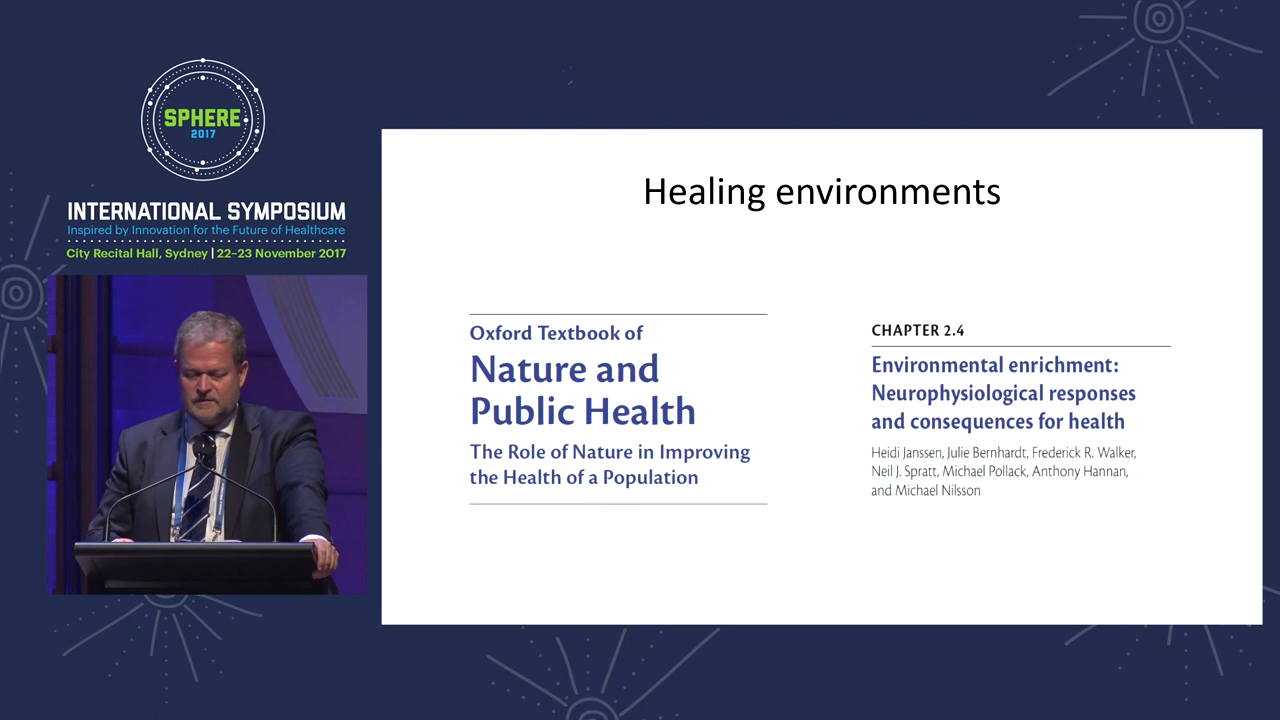 SPHERE
2017
INTERNATIONAL SYMPOSIUM
Inspired by Innovation for the Future of Healthcare
City Recital Hall, Sydney | 22–23 November 2017
Healing environments
Oxford Textbook of
Nature and
Public Health
The Role of Nature in Improving
the Health of a Population
CHAPTER 2.4
Environmental enrichment:
Neurophysiological responses
and consequences for health
Heidi Janssen, Julie Bernhardt, Frederick R. Walker,
Neil J. Spratt, Michael Pollack, Anthony Hannan,
and Michael Nilsson